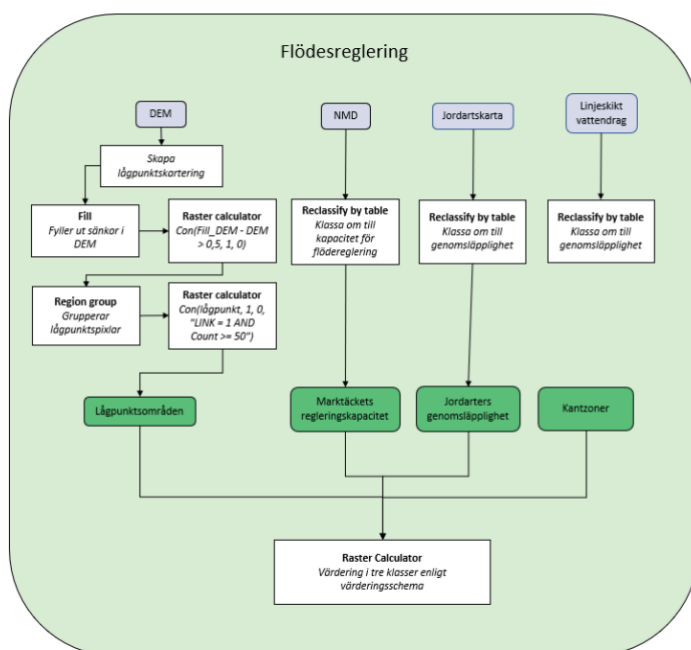 Flödesreglering
DEM
NMD
Jordartskarta
Linjeskikt
vattendrag
Skapa
lågpunktskartering
Fill
Fyller ut sänkor i
DEM
Raster calculator
Con(Fill_DEM - DEM
> 0,5, 1, 0)
Reclassify by table
Klassa om till
kapacitet för
flödereglering
Reclassify by table
Klassa om till
genomsläpplighet
Reclassify by table
Klassa om till
genomsläpplighet
Region group
Grupperar
lågpunktspixlar
Raster calculator
Con(lågpunkt, 1, 0,
"LINK = 1 AND
Count >= 50")
Lågpunktsområden
Marktäckets
regleringskapacitet
Jordarters
genomsläpplighet
Kantzoner
Raster Calculator
Värdering i tre klasser enligt
värderingsschema